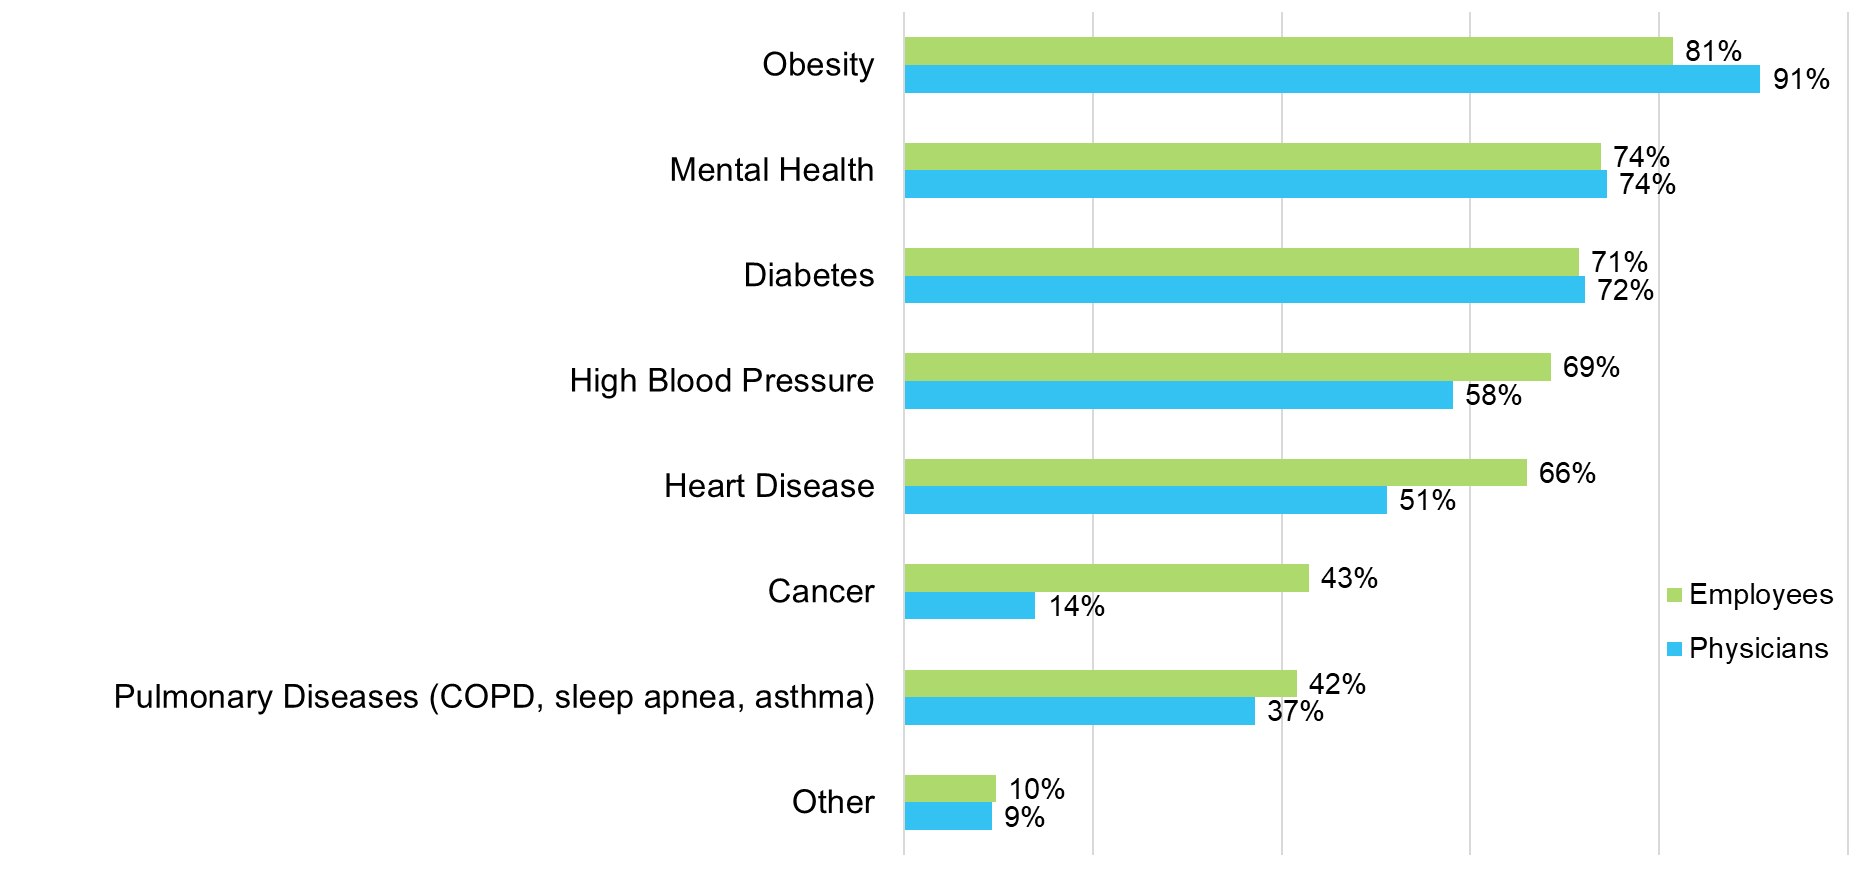 Obesity
81%
91%
Mental Health
74%
74%
Diabetes
71%
72%
High Blood Pressure
69%
58%
Heart Disease
66%
51%
Cancer
43%
14%
Employees
Physicians
Pulmonary Diseases (COPD, sleep apnea, asthma)
42%
37%
Other
10%
9%